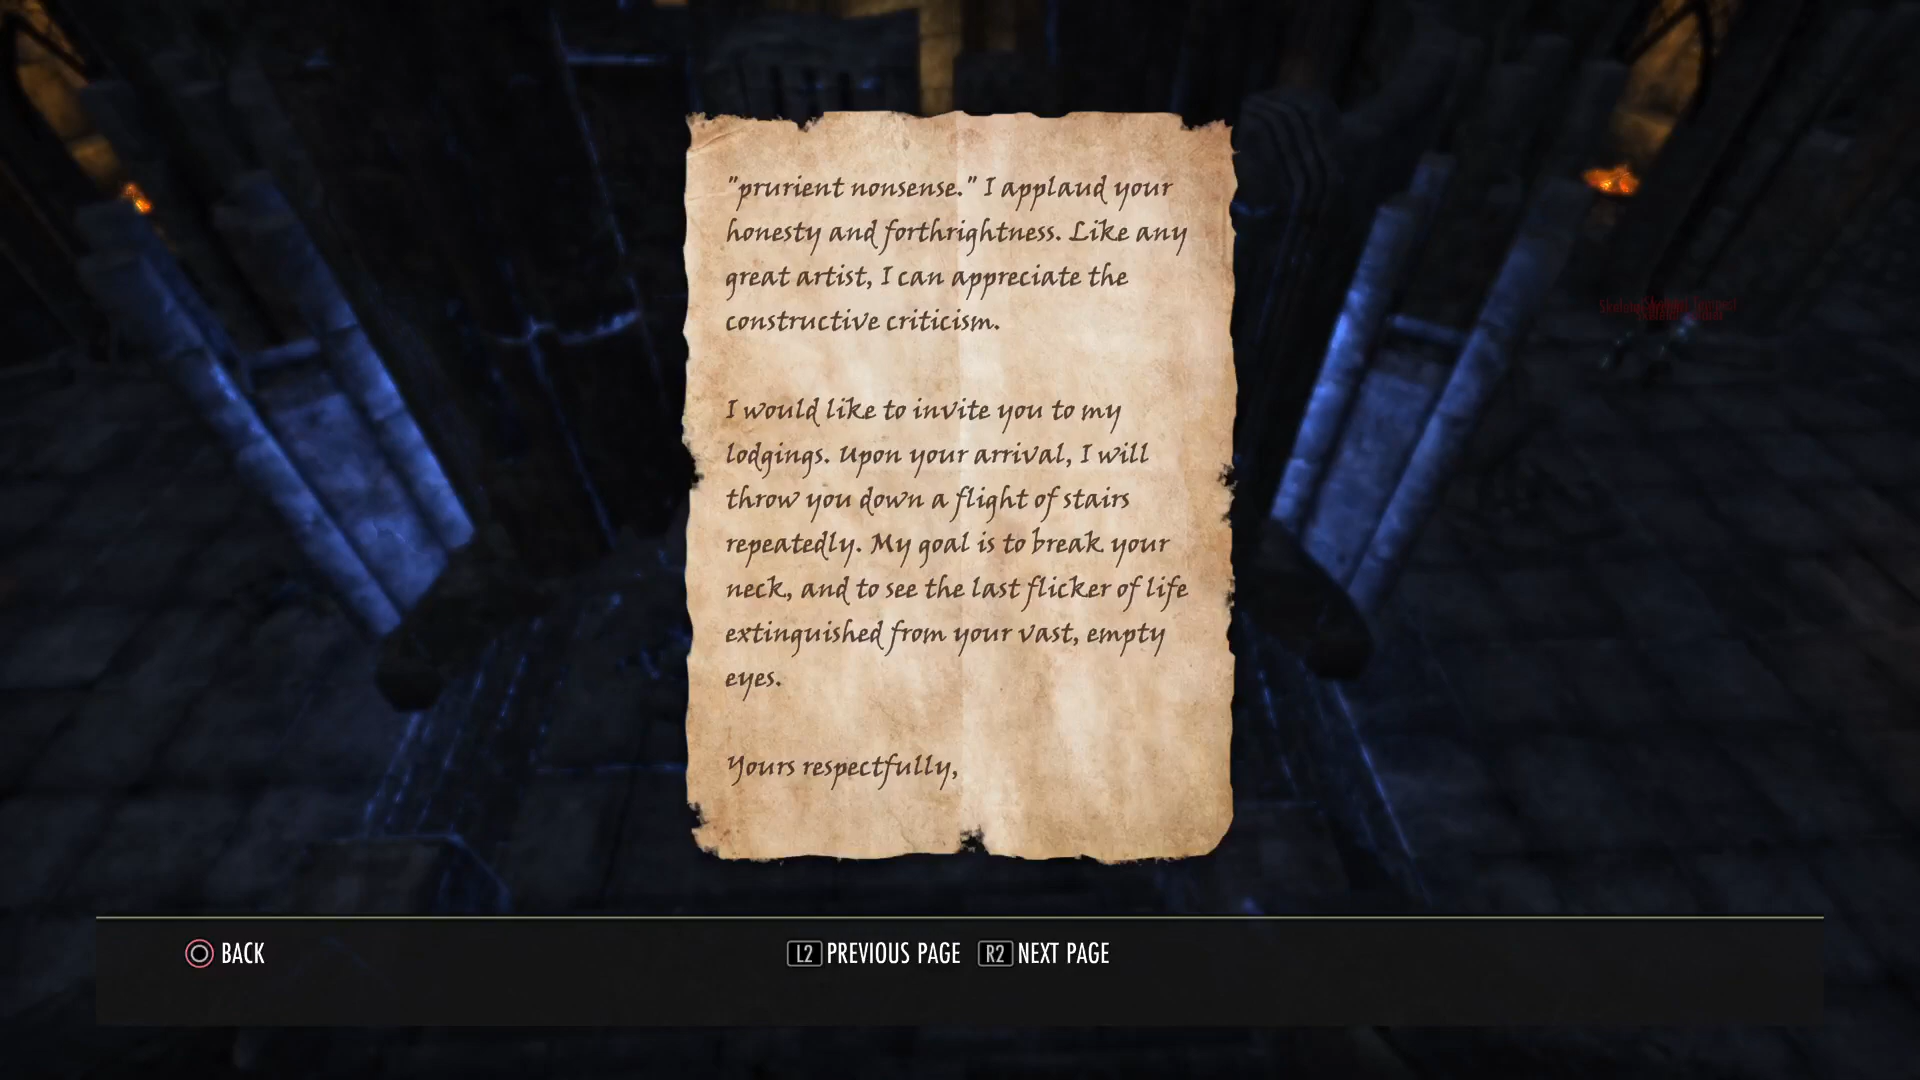 "prurient nonsense." I applaud your
honesty and forthrightness. Like any
great artist, I can appreciate the
constructive criticism.
I would like to invite you to my
lodgings. Upon your arrival, I will
throw you down a flight of stairs
repeatedly. My goal is to break your
neck, and to see the last flicker of life
extinguished from your vast, empty
eyes.
Yours respectfully,
BACK
L2 PREVIOUS PAGE R2 NEXT PAGE